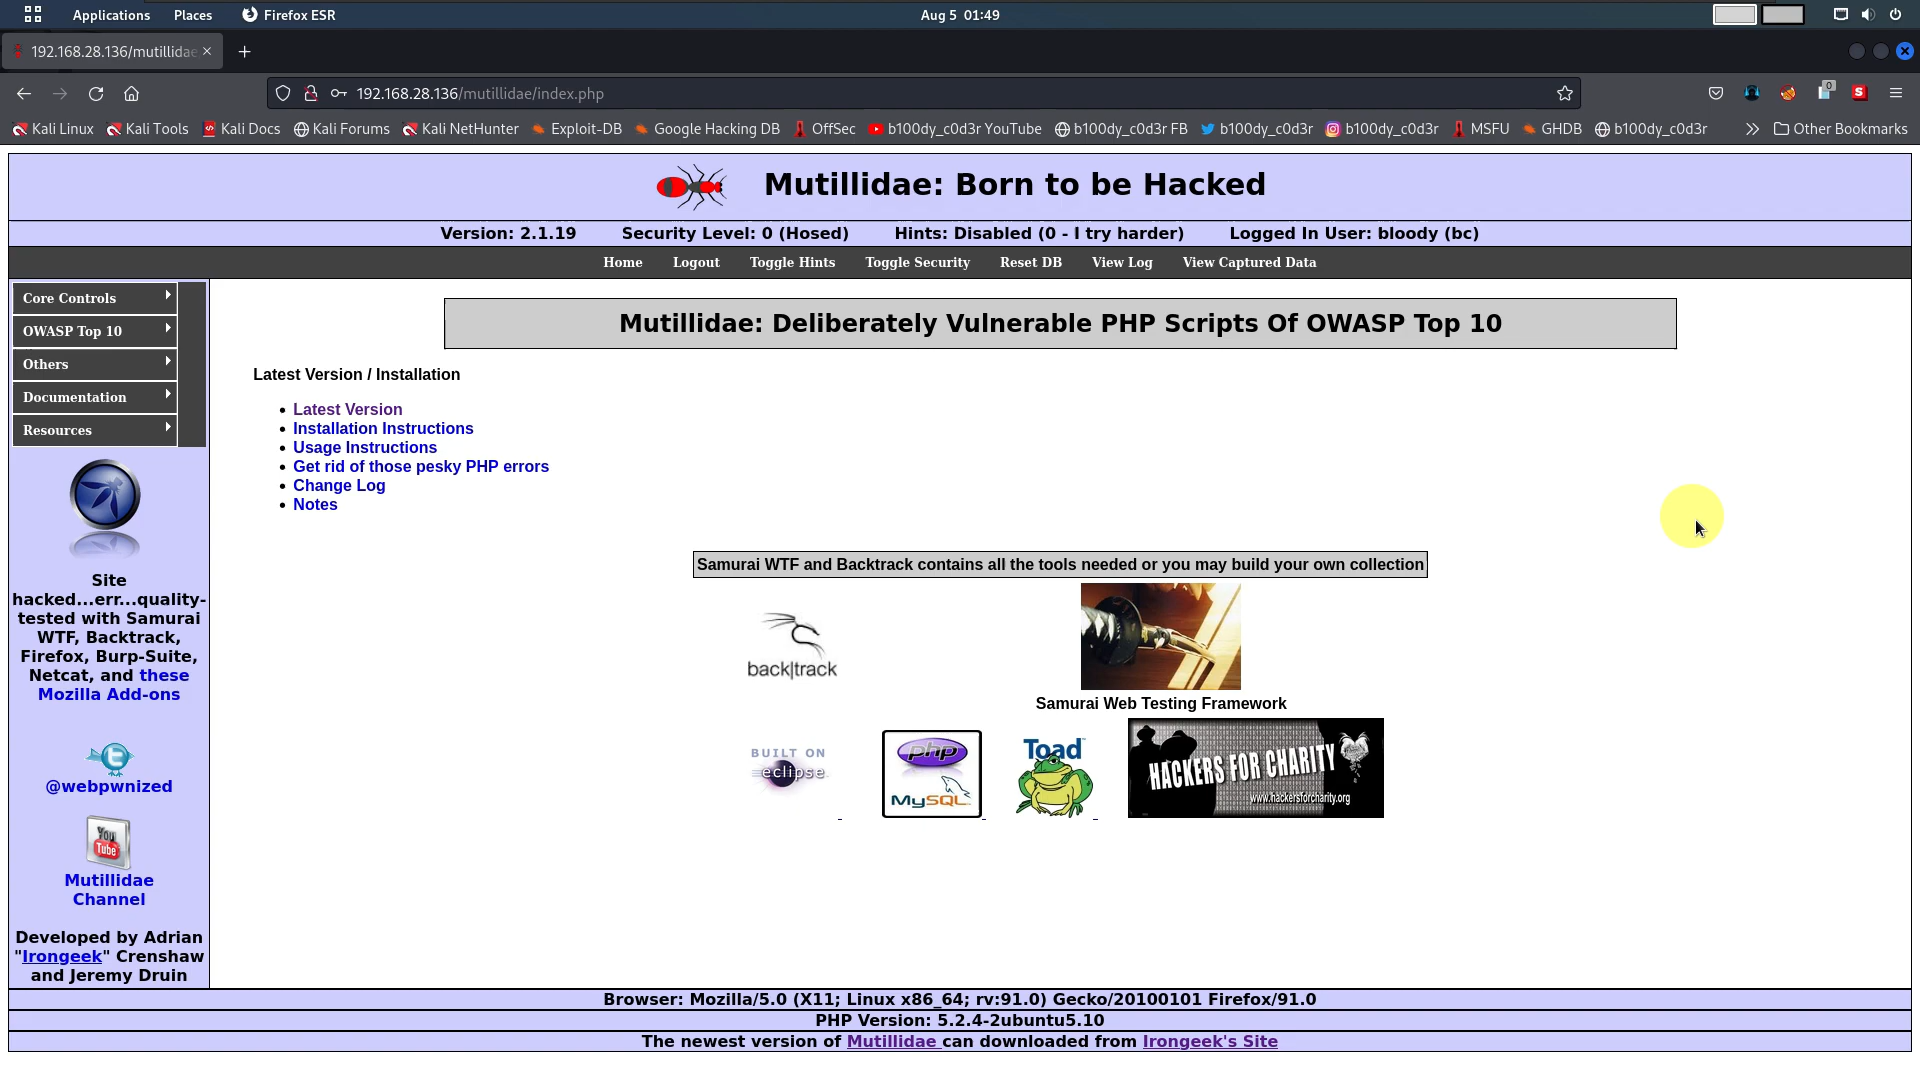 Applications Places Firefox ESR Aug 5 01:49
192.168.28.136/mutillidae
192.168.28.136/mutillidae/index.php 0 S
Kali Linux Kali Tools Kali Docs Kali Forums Kali NetHunter Exploit-DB Google Hacking DB OffSec b100dy_c0d3r YouTube b100dy_c0d3r FB b100dy_c0d3r b100dy_c0d3r MSFU GHDB b100dy_c0d3r Other Bookmarks
Mutillidae: Born to be Hacked
Version: 2.1.19 Security Level: 0 (Hosed) Hints: Disabled (0 - I try harder) Logged In User: bloody (bc)
Home Logout Toggle Hints Toggle Security Reset DB View Log View Captured Data
Core Controls
OWASP Top 10
Others
Documentation
Resources
Site
hacked...err...quality-
tested with Samurai
WTF, Backtrack,
Firefox, Burp-Suite,
Netcat, and these
Mozilla Add-ons
@webpwnized
You
Tube
Mutillidae
Channel
Developed by Adrian
"Irongeek" Crenshaw
and Jeremy Druin
Mutillidae: Deliberately Vulnerable PHP Scripts Of OWASP Top 10
Latest Version / Installation
Latest Version
Installation Instructions
Usage Instructions
Get rid of those pesky PHP errors
Change Log
Notes
Samurai WTF and Backtrack contains all the tools needed or you may build your own collection
back|track
Samurai Web Testing Framework
BUILT ON
eclipse
php
MySQL
Toad
HACKERS FOR CHARITY
www.hackersforcharity.org
Browser: Mozilla/5.0 (X11; Linux x86_64; rv:91.0) Gecko/20100101 Firefox/91.0
PHP Version: 5.2.4-2ubuntu5.10
The newest version of Mutillidae can downloaded from Irongeek's Site